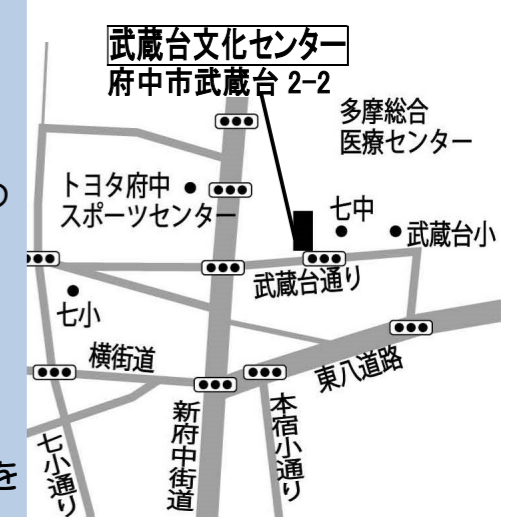 武蔵台文化センター
府中市武蔵台 2-2
多摩総合
医療センター
トヨタ府中
スポーツセンター
七中
武蔵台小
武蔵台通り
七小
横街道
東八道路
新府中街道
本宿小通り
七小通り
の
を